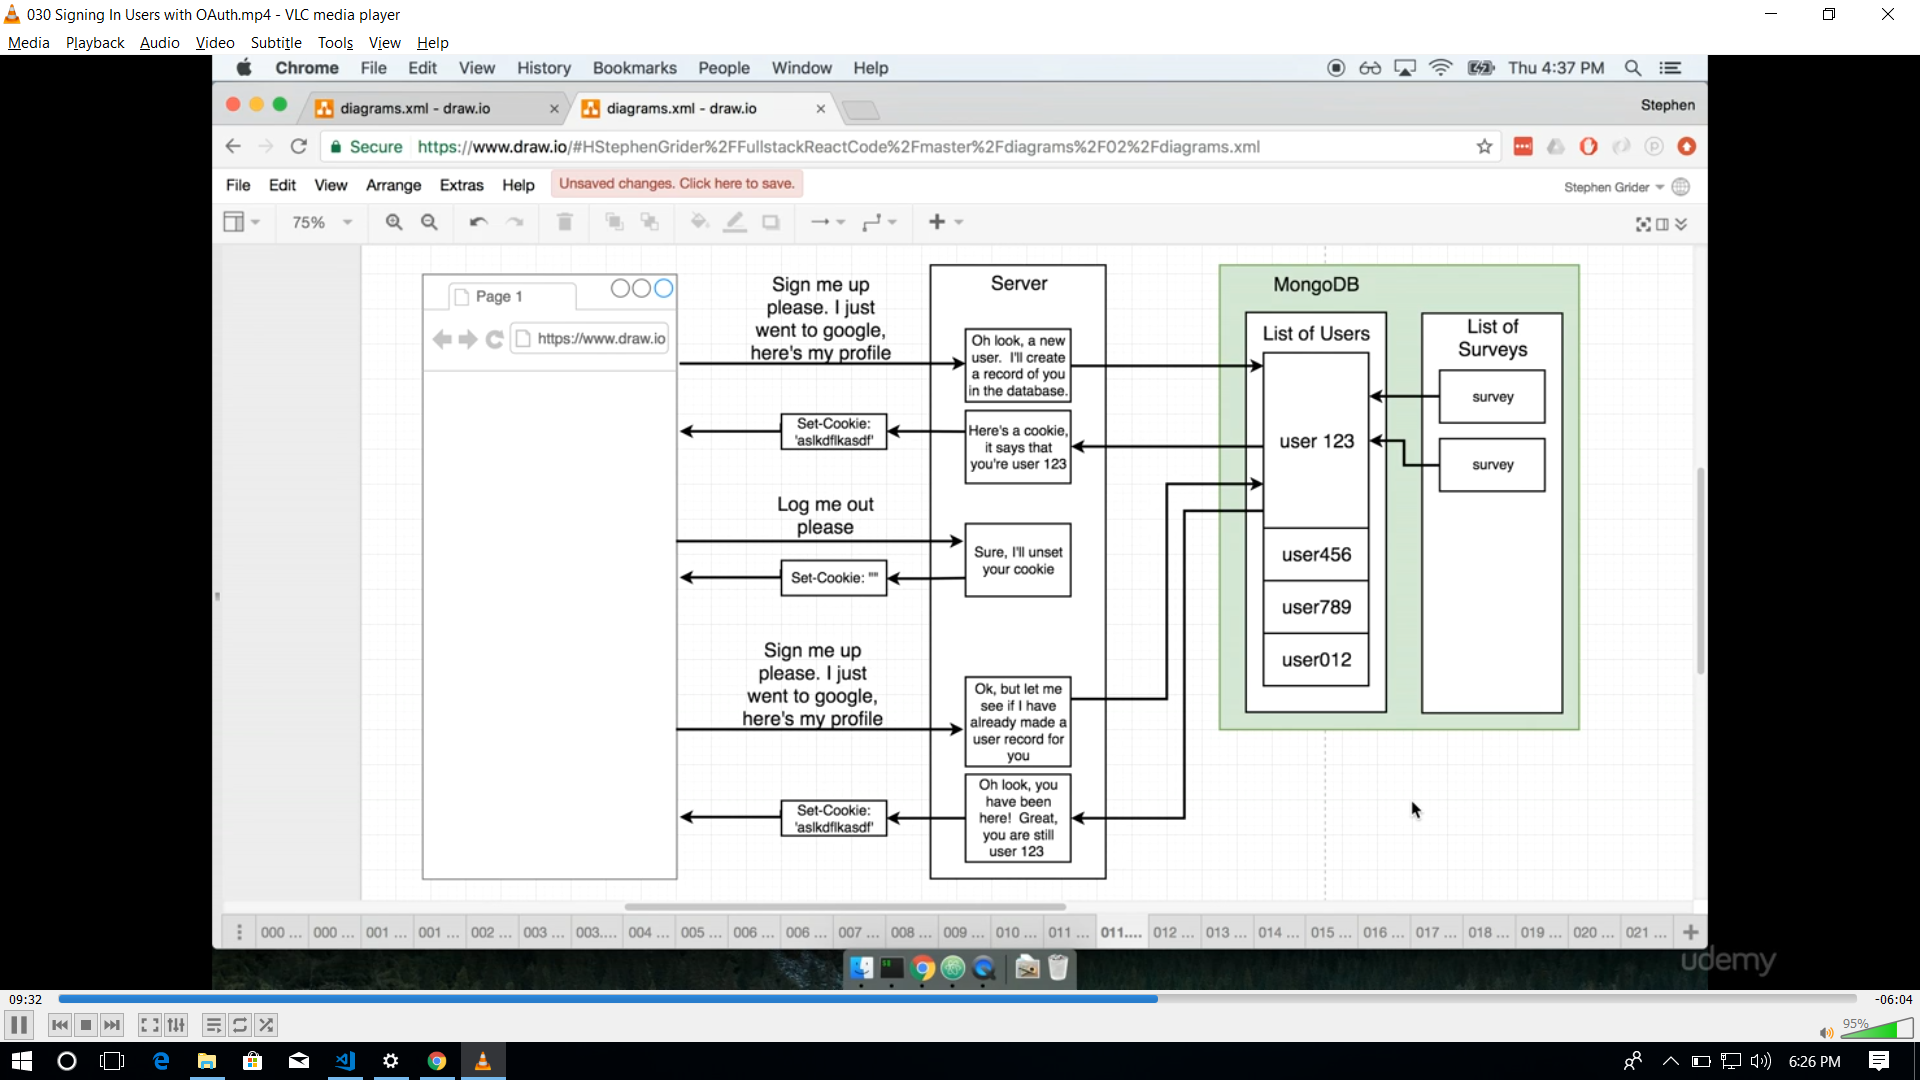 030 Signing In Users with OAuth.mp4 - VLC media player
Media Playback Audio Video Subtitle Tools View Help
Chrome File Edit View History Bookmarks People Window Help Thu 4:37 PM
diagrams.xml - draw.io diagrams.xml - draw.io Stephen
Secure https://www.draw.io/#HStephenGrider%2FFullstackReactCode%2Fmaster%2Fdiagrams%2F02%2Fdiagrams.xml
File Edit View Arrange Extras Help Unsaved changes. Click here to save. Stephen Grider
75%
Page 1
https://www.draw.io
Sign me up
please. I just
went to google,
here's my profile
Set-Cookie:
'aslkdflkasdf'
Log me out
please
Set-Cookie: ""
Sign me up
please. I just
went to google,
here's my profile
Set-Cookie:
'aslkdflkasdf'
Server
Oh look, a new
user. I'll create
a record of you
in the database.
Here's a cookie,
it says that
you're user 123
Sure, I'll unset
your cookie
Ok, but let me
see if I have
already made a
user record for
you
Oh look, you
have been
here! Great,
you are still
user 123
MongoDB
List of Users
user 123
user456
user789
user012
List of
Surveys
survey
survey
000 ... 000 ... 001 ... 001 ... 002 ... 003 ... 003.... 004 ... 005 ... 006 ... 006 ... 007 ... 008 ... 009 ... 010 ... 011 ... 011.... 012 ... 013 ... 014 ... 015 ... 016 ... 017 ... 018 ... 019 ... 020 ... 021 ...
udemy
09:32 -06:04
95%
6:26 PM